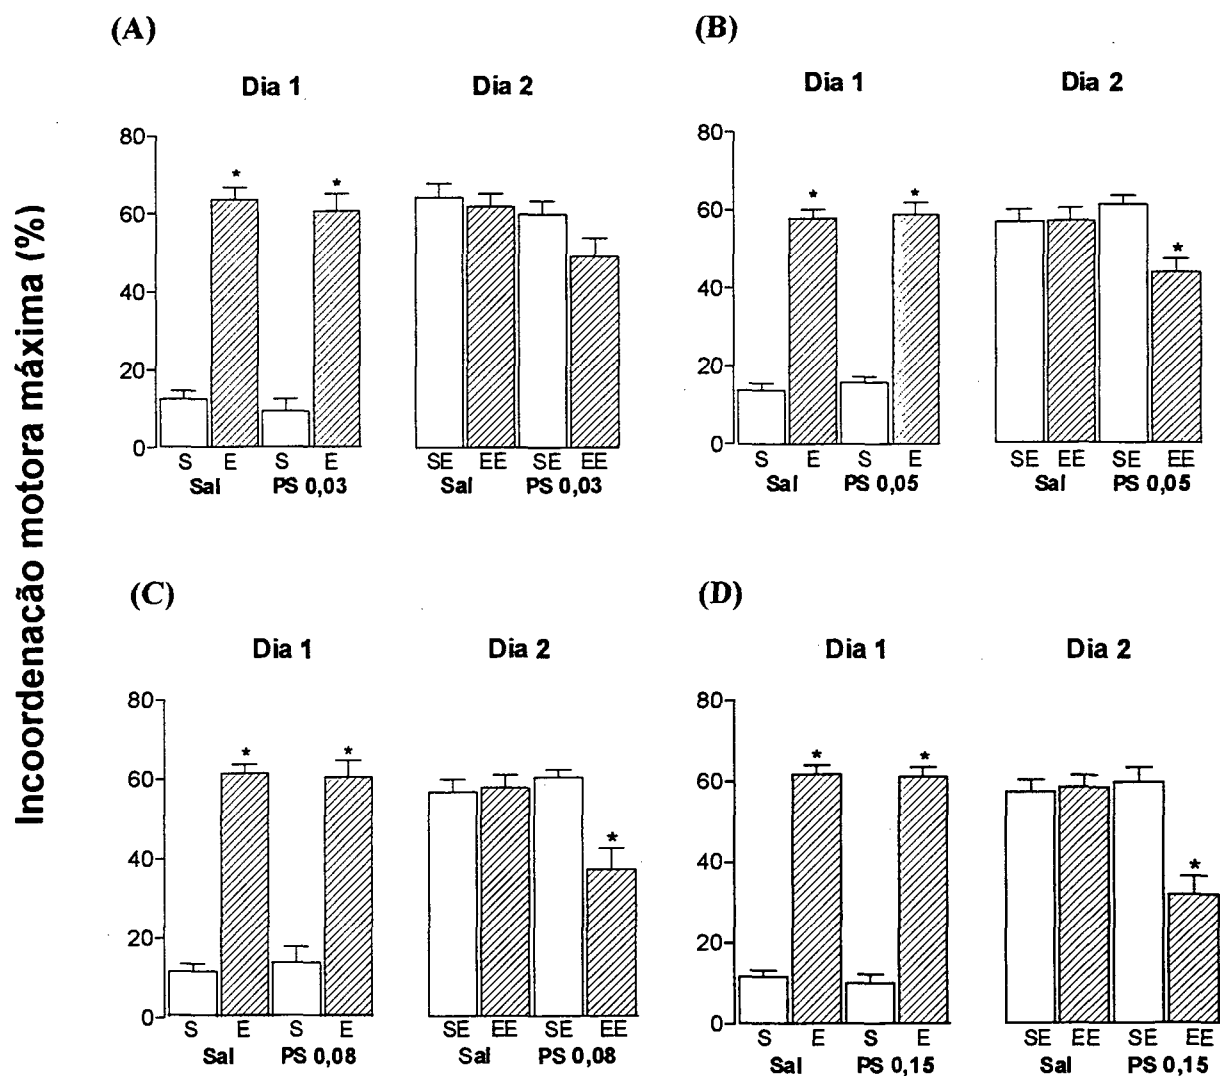 Incoordenação motora máxima (%)
(A)
Dia 1 Dia 2
80
60
40
20
0
* *
S E S E SE EE SE EE
Sal PS 0,03 Sal PS 0,03
(B)
Dia 1 Dia 2
80
60
40
20
0
* * *
S E S E SE EE SE EE
Sal PS 0,05 Sal PS 0,05
(C)
Dia 1 Dia 2
80
60
40
20
0
* * *
S E S E SE EE SE EE
Sal PS 0,08 Sal PS 0,08
(D)
Dia 1 Dia 2
80
60
40
20
0
* * *
S E S E SE EE SE EE
Sal PS 0,15 Sal PS 0,15